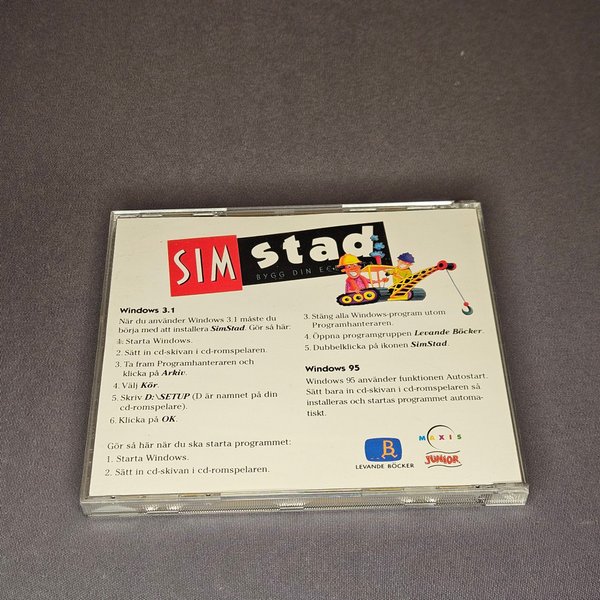 SIM stad
BYGG DIN
Windows 3.1
När du använder Windows 3.1 måste du
börja med att installera SimStad. Gör så här:
1. Starta Windows.
2. Sätt in cd-skivan i cd-romspelaren.
3. Ta fram Programhanteraren och
klicka på Arkiv.
4. Välj Kör.
5. Skriv D:\SETUP (D är namnet på din
cd-romspelare).
6. Klicka på OK.
Gör så här när du ska starta programmet:
1. Starta Windows.
2. Sätt in cd-skivan i cd-romspelaren.
3. Stäng alla Windows-program utom
Programhanteraren.
4. Öppna programgruppen Levande Böcker.
5. Dubbelklicka på ikonen SimStad.
Windows 95
Windows 95 använder funktionen Autostart.
Sätt bara in cd-skivan i cd-romspelaren så
installeras och startas programmet automa-
tiskt.
LEVANDE BÖCKER
MAXIS
JUNIOR